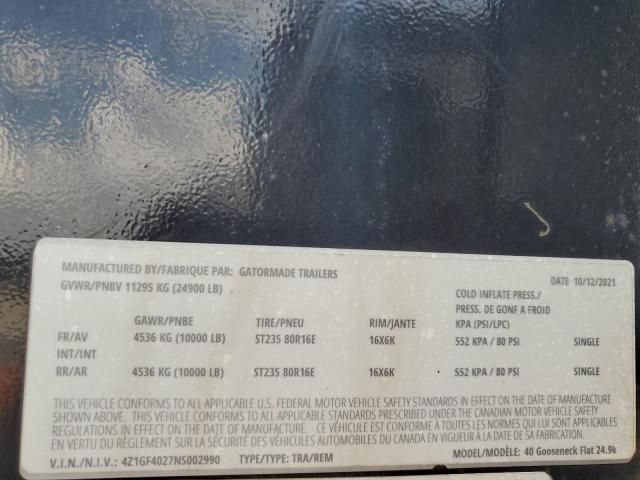 MANUFACTURED BY/FABRIQUE PAR: GATORMADE TRAILERS
DATE 10/12/2021
GVWR/PNBV 11295 KG (24900 LB)
COLD INFLATE PRESS./
PRESS. DE GONF A FROID
GAWR/PNBE TIRE/PNEU RIM/JANTE KPA (PSI/LPC)
FR/AV 4536 KG (10000 LB) ST235 80R16E 16X6K 552 KPA / 80 PSI SINGLE
INT/INT
RR/AR 4536 KG (10000 LB) ST235 80R16E 16X6K 552 KPA / 80 PSI SINGLE
THIS VEHICLE CONFORMS TO ALL APPLICABLE U.S. FEDERAL MOTOR VEHICLE SAFETY STANDARDS IN EFFECT ON THE DATE OF MANUFACTURE
SHOWN ABOVE. THIS VEHICLE CONFORMS TO ALL APPLICABLE STANDARDS PRESCRIBED UNDER THE CANADIAN MOTOR VEHICLE SAFETY
REGULATIONS IN EFFECT ON THE DATE OF MANUFACTURE. - CE VÉHICULE EST CONFORME A TOUTES LES NORMES QUI LUI SONT
EN VERTU DU RÈGLEMENT SUR LA SÉCURITÉ DES VÉHICULES AUTOMOBILES DU CANADA EN VIGUEUR À LA DATE DE SA FABRICATION.
V.I.N./N.I.V.: 4Z1GF4027NS002990 TYPE/TYPE: TRA/REM MODEL/MODÈLE: 40 Gooseneck Flat 24.9k